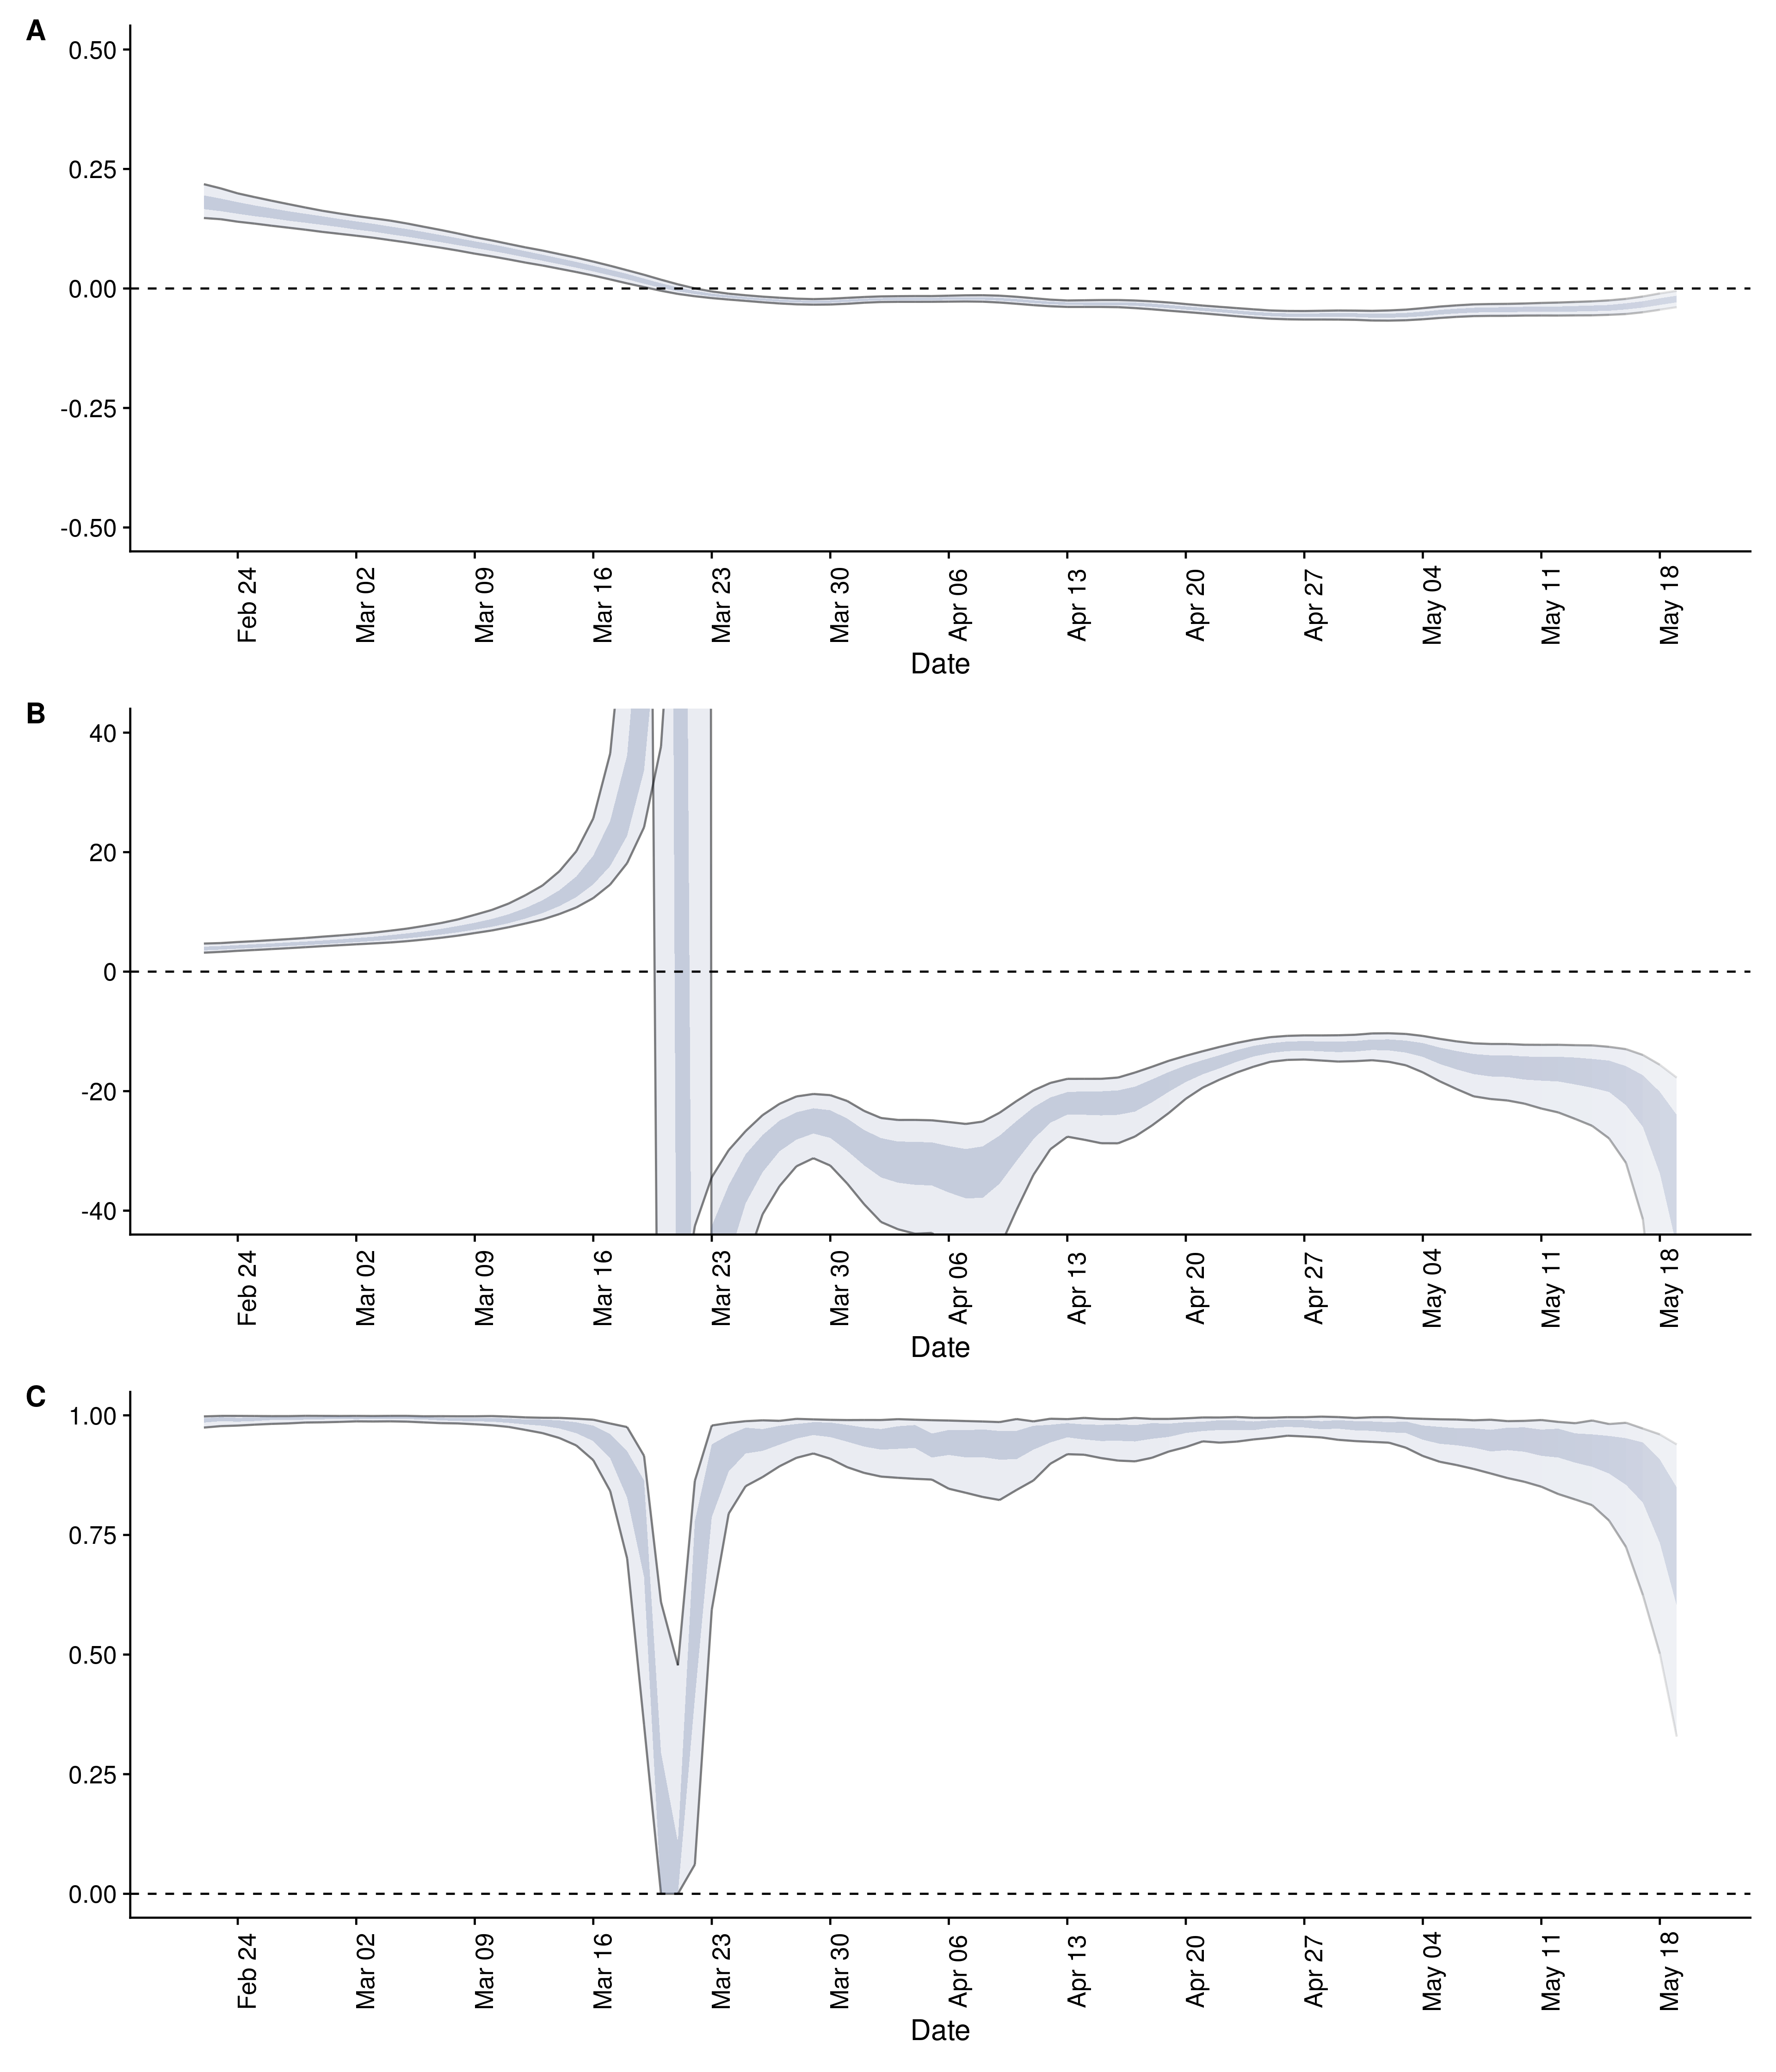 A
0.50
0.25
0.00
-0.25
-0.50
Feb 24
Mar 02
Mar 09
Mar 16
Mar 23
Mar 30
Apr 06
Apr 13
Apr 20
Apr 27
May 04
May 11
May 18
Date
B
40
20
0
-20
-40
Feb 24
Mar 02
Mar 09
Mar 16
Mar 23
Mar 30
Apr 06
Apr 13
Apr 20
Apr 27
May 04
May 11
May 18
Date
C
1.00
0.75
0.50
0.25
0.00
Feb 24
Mar 02
Mar 09
Mar 16
Mar 23
Mar 30
Apr 06
Apr 13
Apr 20
Apr 27
May 04
May 11
May 18
Date